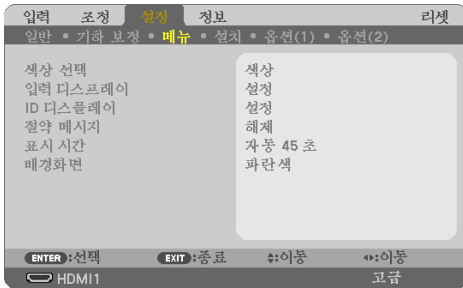 입력 조정 설정 정보 리셋
일반 • 기하 보정 • 메뉴 • 설치 • 옵션(1) • 옵션(2)
색상 선택 색상
입력 디스프레이 설정
ID 디스플레이 설정
절약 메시지 해제
표시 시간 자동 45 초
배경화면 파란색
ENTER :선택 EXIT :종료 :이동 :이동
HDMI1 고급